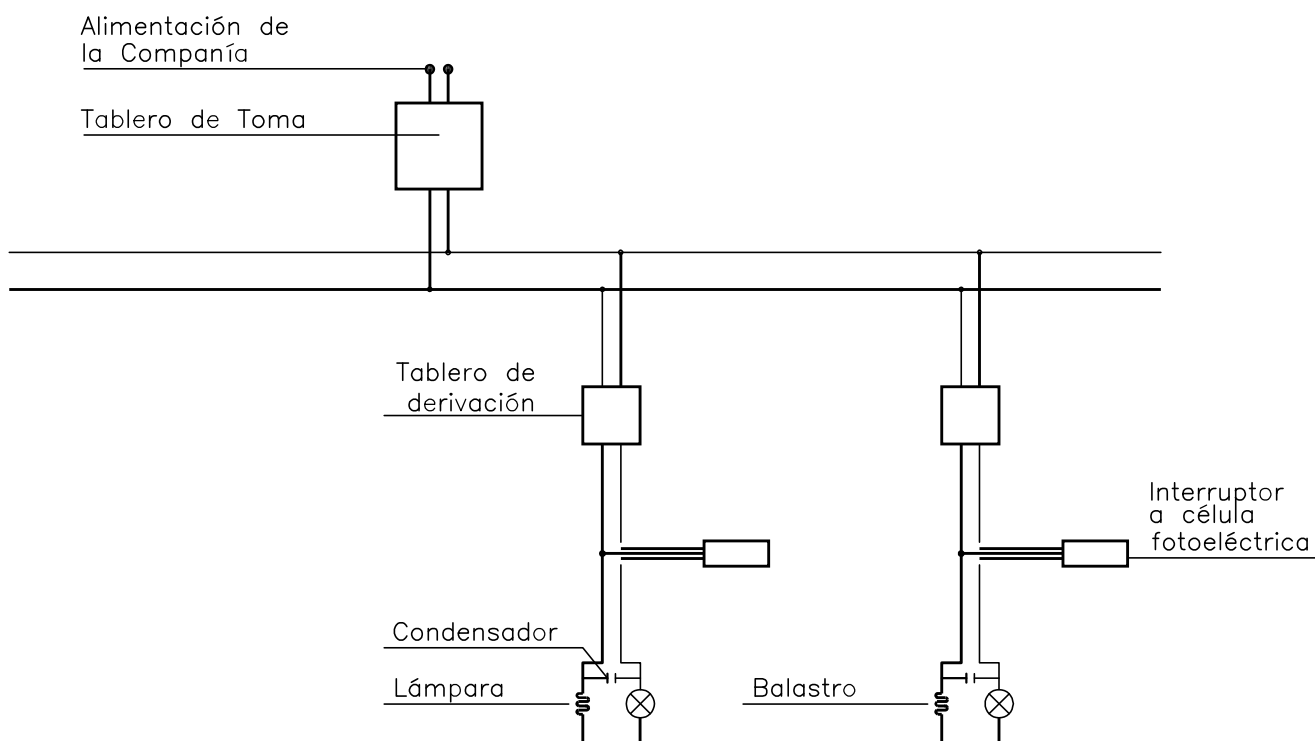 Alimentación de
la Companía
Tablero de Toma
Tablero de
derivación
Interruptor
a célula
fotoeléctrica
Condensador
Lámpara
Balastro